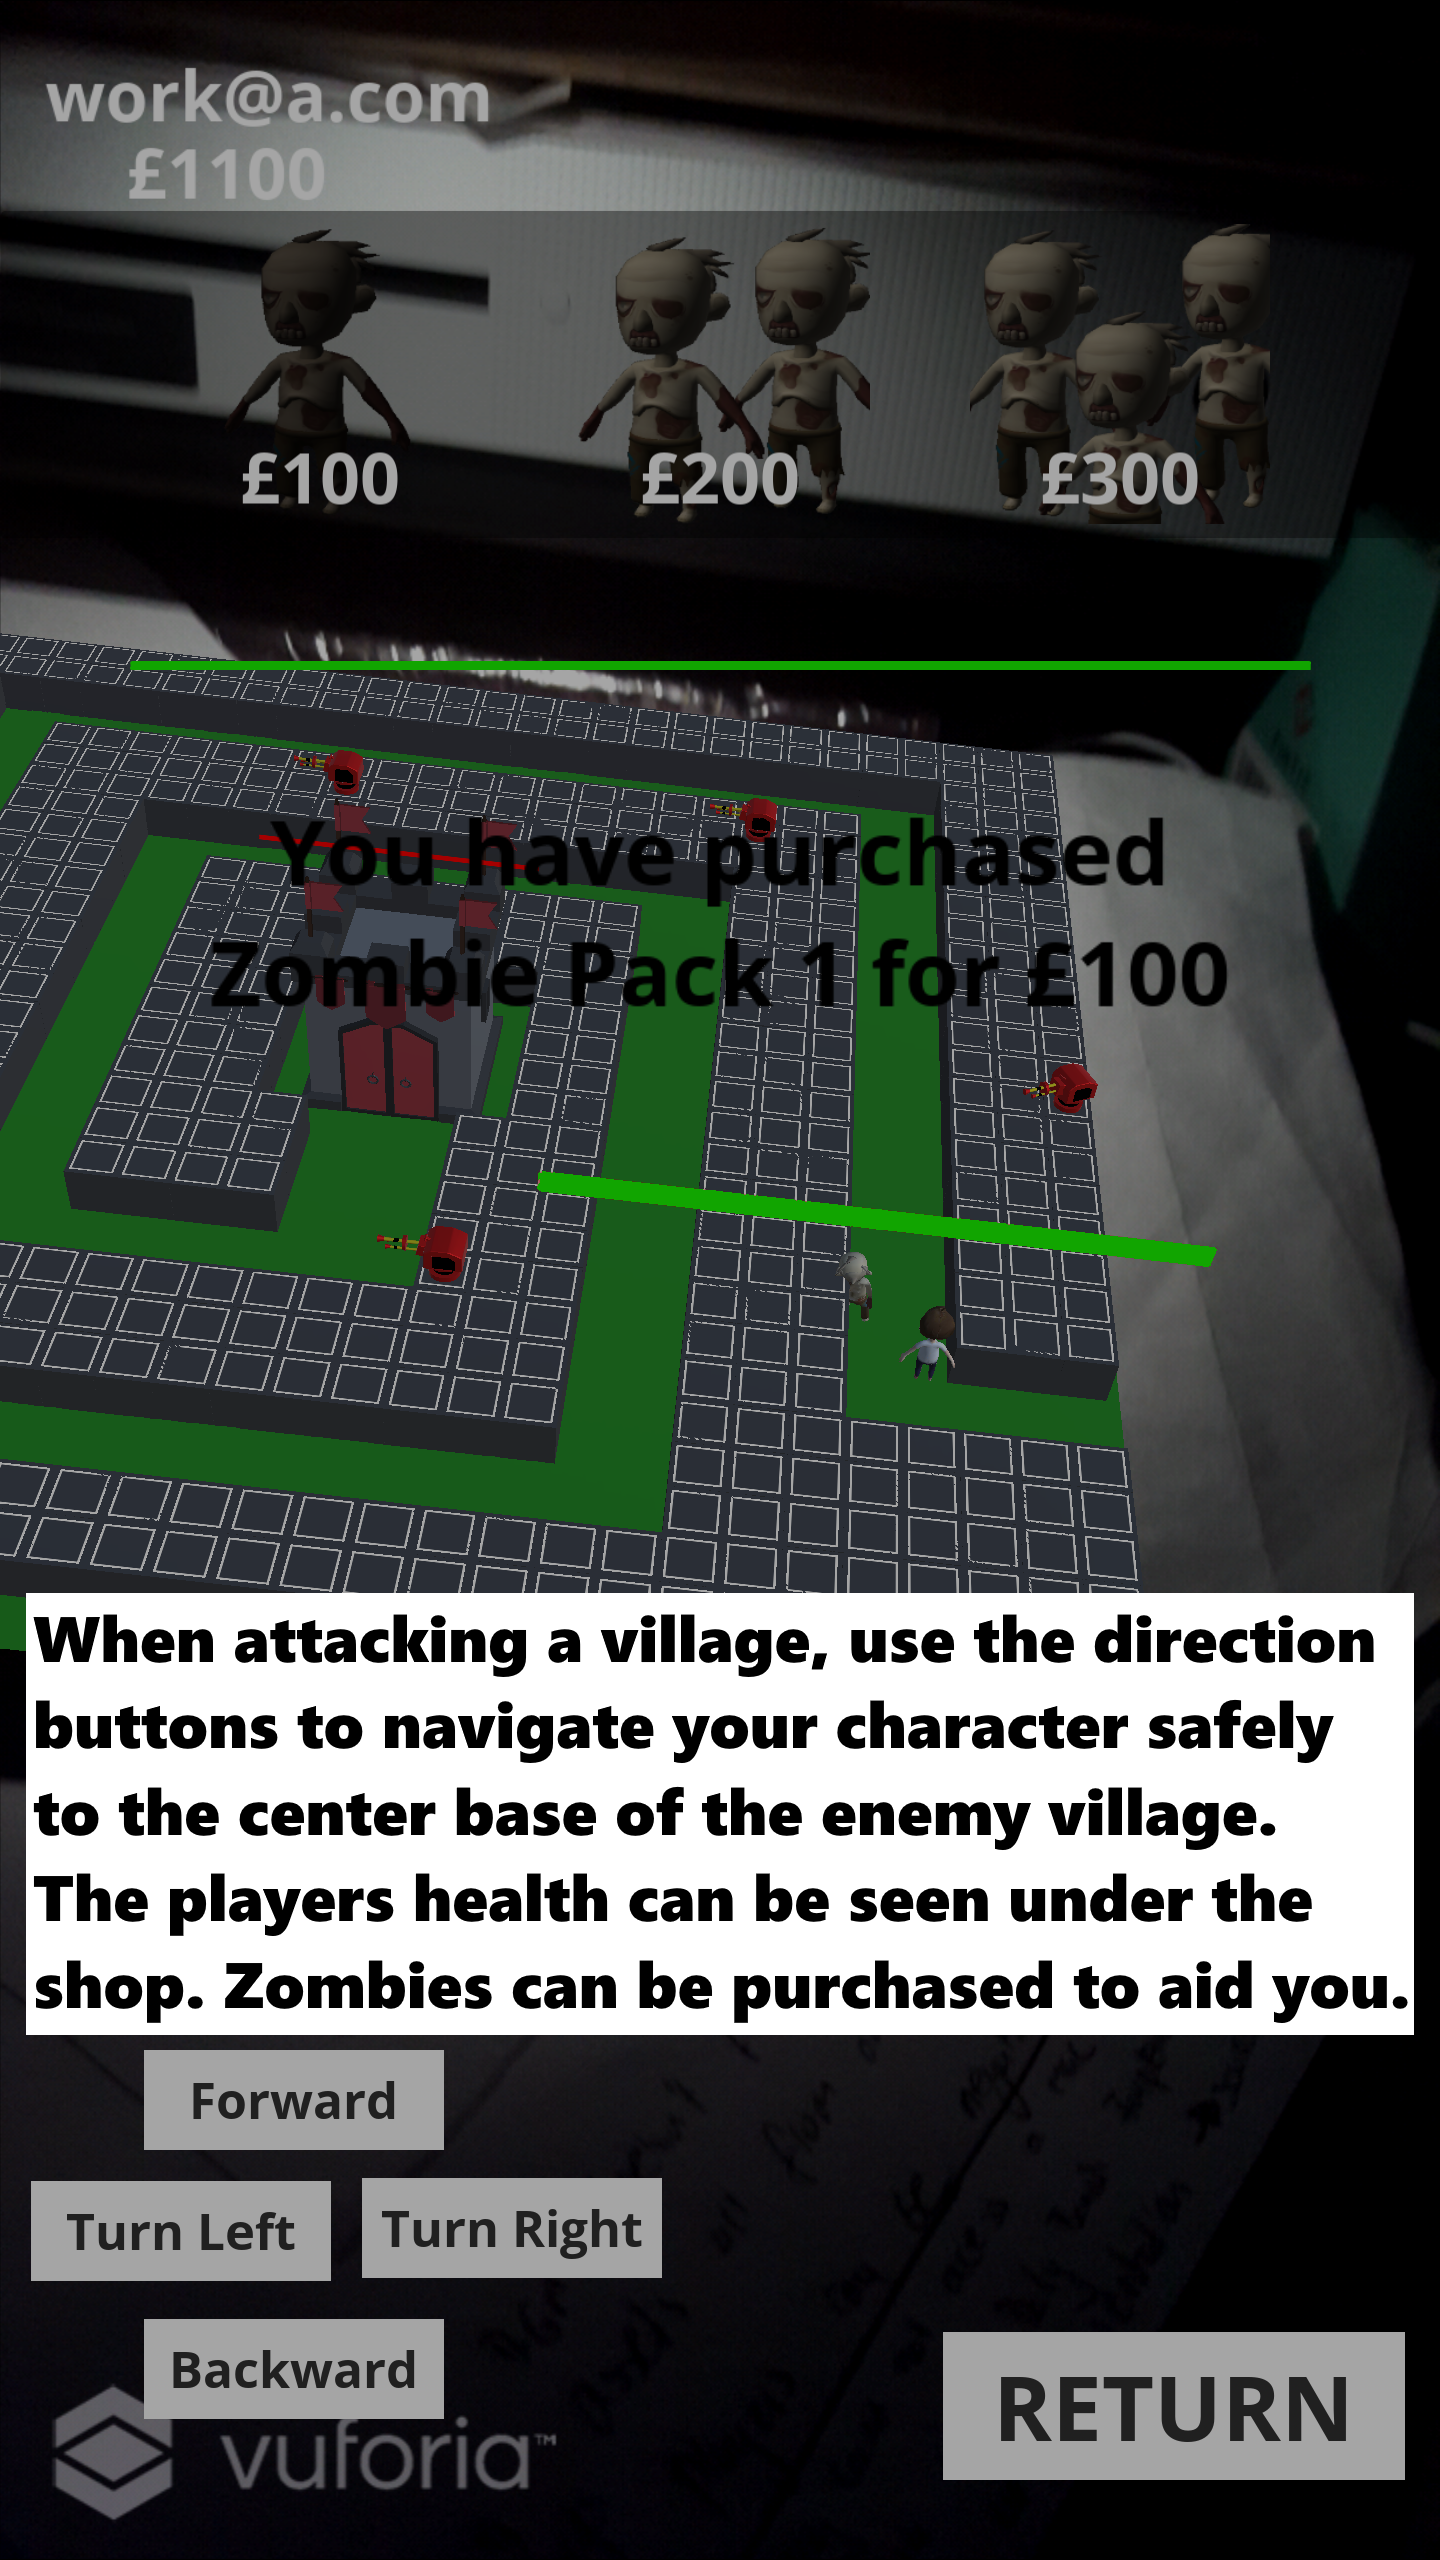 work@a.com
£1100
£100 £200 £300
You have purchased
Zombie Pack 1 for £100
When attacking a village, use the direction
buttons to navigate your character safely
to the center base of the enemy village.
The players health can be seen under the
shop. Zombies can be purchased to aid you.
Forward
Turn Left Turn Right
Backward
RETURN
vuforia™